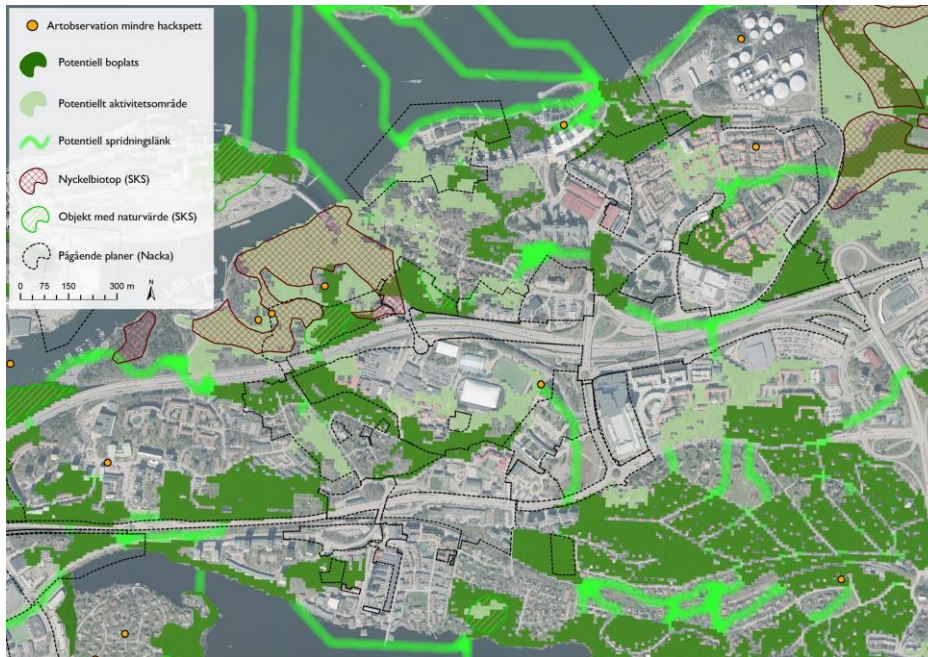 Artobservation mindre hackspett
Potentiell boplats
Potentiellt aktivitetsområde
Potentiell spridningslänk
Nyckelbiotop (SKS)
Objekt med naturvärde (SKS)
Pågående planer (Nacka)
0 75 150 300 m
N